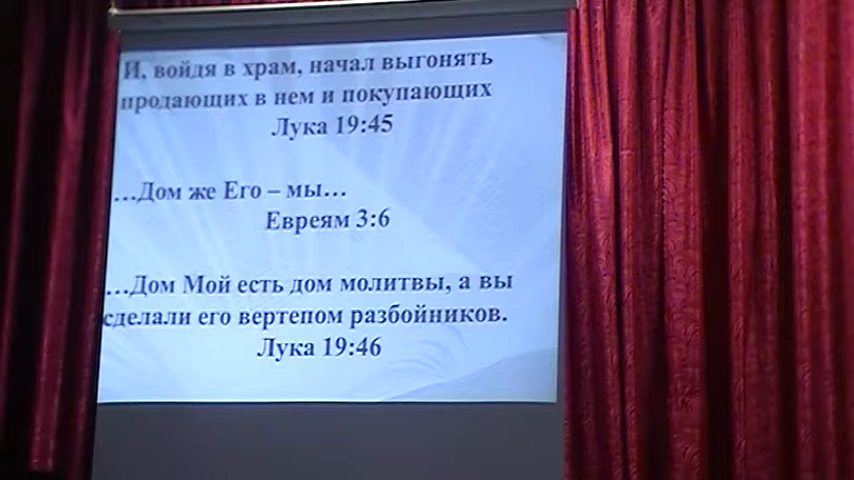 И, войдя в храм, начал выгонять
продающих в нем и покупающих
Лука 19:45
…Дом же Его – мы…
Евреям 3:6
…Дом Мой есть дом молитвы, а вы
сделали его вертепом разбойников.
Лука 19:46